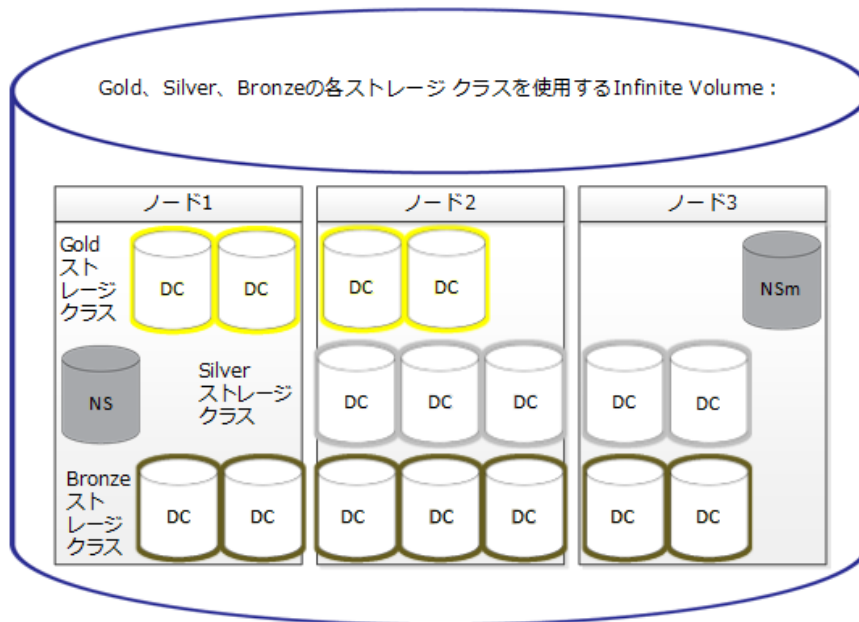 Gold、Silver、Bronzeの各ストレージ クラスを使用するInfinite Volume：
ノード1
ノード2
ノード3
Gold
スト
レージ
クラス
DC
DC
DC
DC
NSm
NS
Silver
ストレージ
クラス
DC
DC
DC
DC
DC
Bronze
スト
レージ
クラス
DC
DC
DC
DC
DC
DC
DC